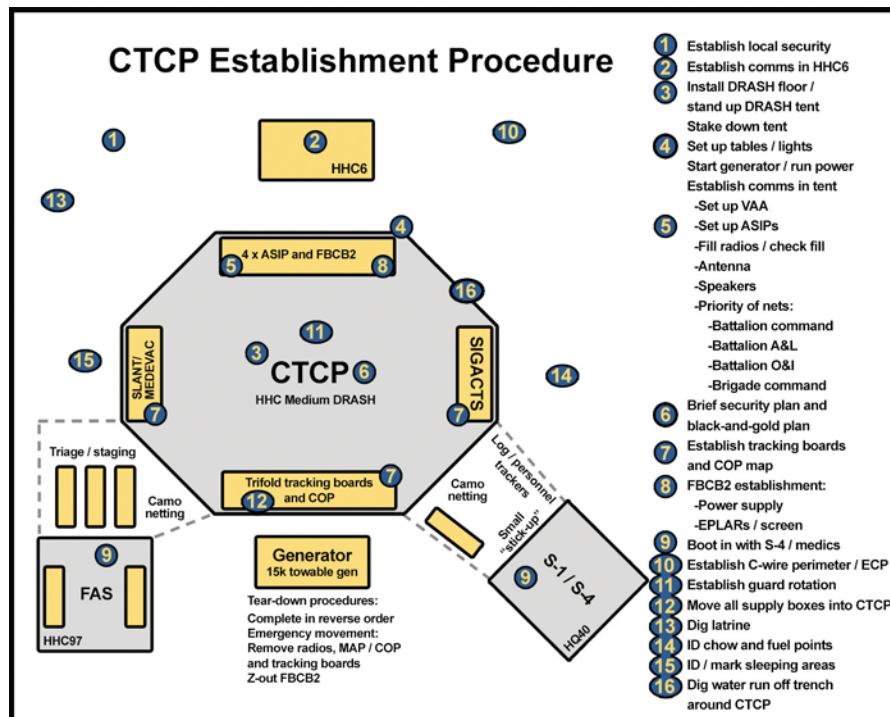 CTCP Establishment Procedure
1
2
HHC6
10
13
4
4 x ASIP and FBCB2
5
8
16
11
15
SLANT/
MEDEVAC
3
CTCP
6
HHC Medium DRASH
SIGACTS
14
7
7
Triage / staging
Camo
netting
Trifold tracking boards
and COP
7
12
Camo
netting
Log / personnel
trackers
Small
"stick-up"
9
FAS
HHC97
Generator
15k towable gen
9
S-1 / S-4
HQ40
Tear-down procedures:
Complete in reverse order
Emergency movement:
Remove radios, MAP / COP
and tracking boards
Z-out FBCB2
1 Establish local security
2 Establish comms in HHC6
3 Install DRASH floor /
stand up DRASH tent
Stake down tent
4 Set up tables / lights
Start generator / run power
Establish comms in tent
-Set up VAA
5 -Set up ASIPs
-Fill radios / check fill
-Antenna
-Speakers
-Priority of nets:
-Battalion command
-Battalion A&L
-Battalion O&I
-Brigade command
6 Brief security plan and
black-and-gold plan
7 Establish tracking boards
and COP map
8 FBCB2 establishment:
-Power supply
-EPLARs / screen
9 Boot in with S-4 / medics
10 Establish C-wire perimeter / ECP
11 Establish guard rotation
12 Move all supply boxes into CTCP
13 Dig latrine
14 ID chow and fuel points
15 ID / mark sleeping areas
16 Dig water run off trench
around CTCP